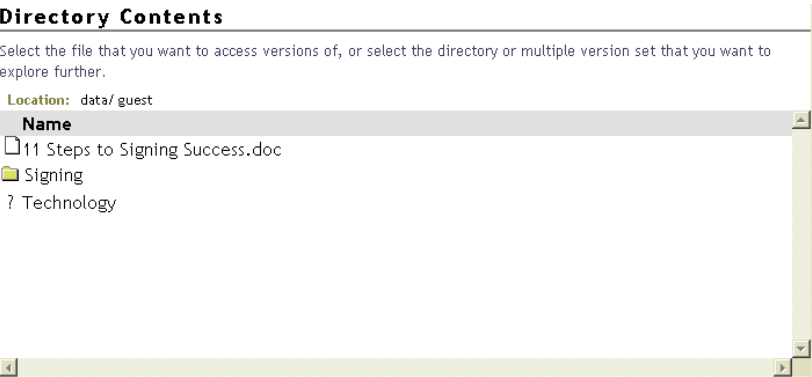 Directory Contents
Select the file that you want to access versions of, or select the directory or multiple version set that you want to
explore further.
Location: data/ guest
Name
11 Steps to Signing Success.doc
Signing
? Technology